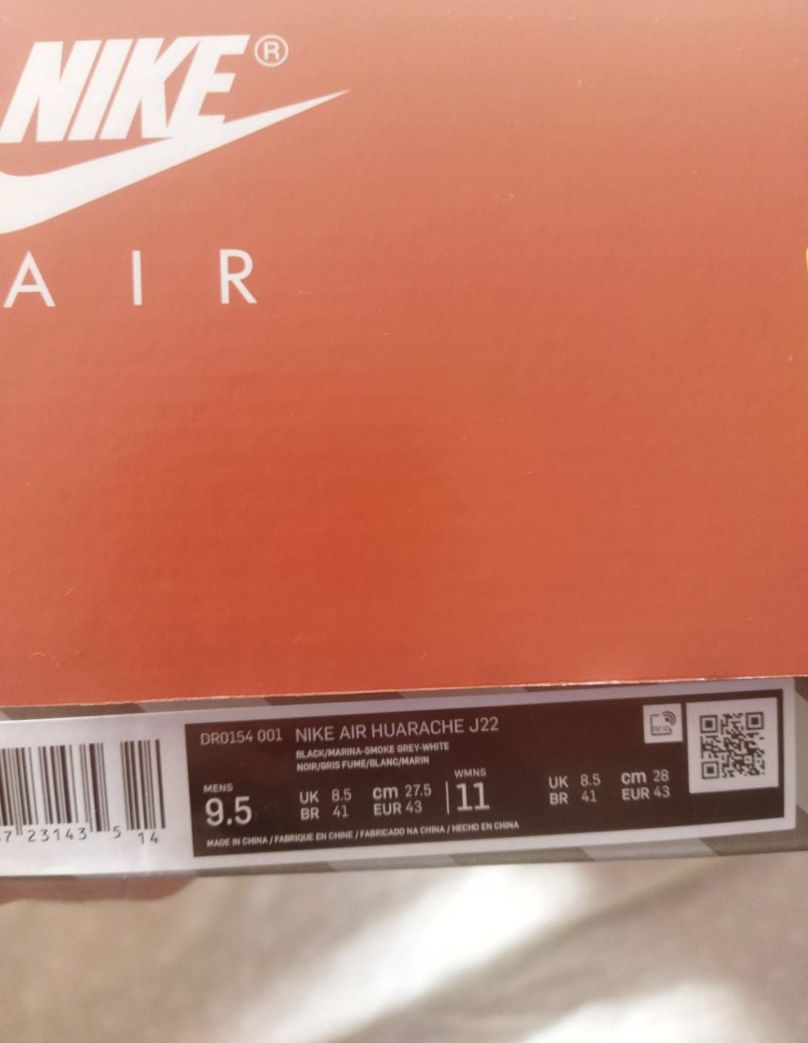 NIKE®
AIR
DR0154 001 NIKE AIR HUARACHE J22
BLACK/MARINA-SMOKE GREY-WHITE
NOIR/GRIS FUME/BLANC/MARIN
MENS
9.5
UK 8.5 cm 27.5
BR 41 EUR 43
WMNS
11
UK 8.5 cm 28
BR 41 EUR 43
MADE IN CHINA / FABRIQUE EN CHINE / FABRICADO NA CHINA / HECHO EN CHINA
RFID
7 23143 5 14